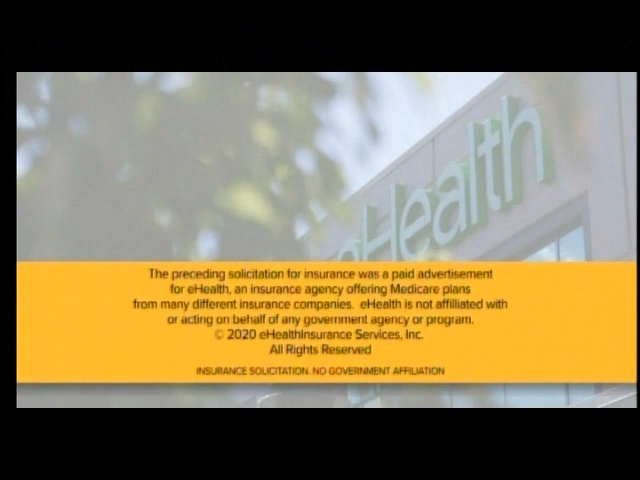 eHealth
The preceding solicitation for insurance was a paid advertisement
for eHealth, an insurance agency offering Medicare plans
from many different insurance companies. eHealth is not affiliated with
or acting on behalf of any government agency or program.
© 2020 eHealthInsurance Services, Inc.
All Rights Reserved
INSURANCE SOLICITATION. NO GOVERNMENT AFFILIATION